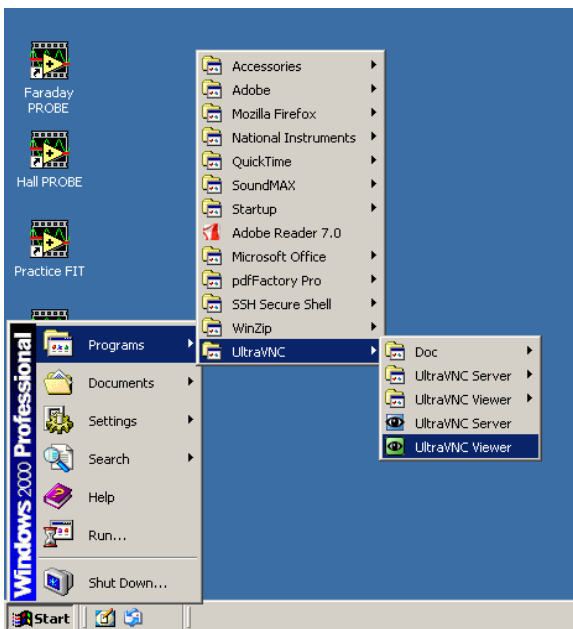 Faraday
PROBE
Hall PROBE
Practice FIT
Accessories
Adobe
Mozilla Firefox
National Instruments
QuickTime
SoundMAX
Startup
Adobe Reader 7.0
Microsoft Office
pdfFactory Pro
SSH Secure Shell
WinZip
UltraVNC
Doc
UltraVNC Server
UltraVNC Viewer
UltraVNC Server
UltraVNC Viewer
Windows 2000 Professional
Programs
Documents
Settings
Search
Help
Run...
Shut Down...
Start